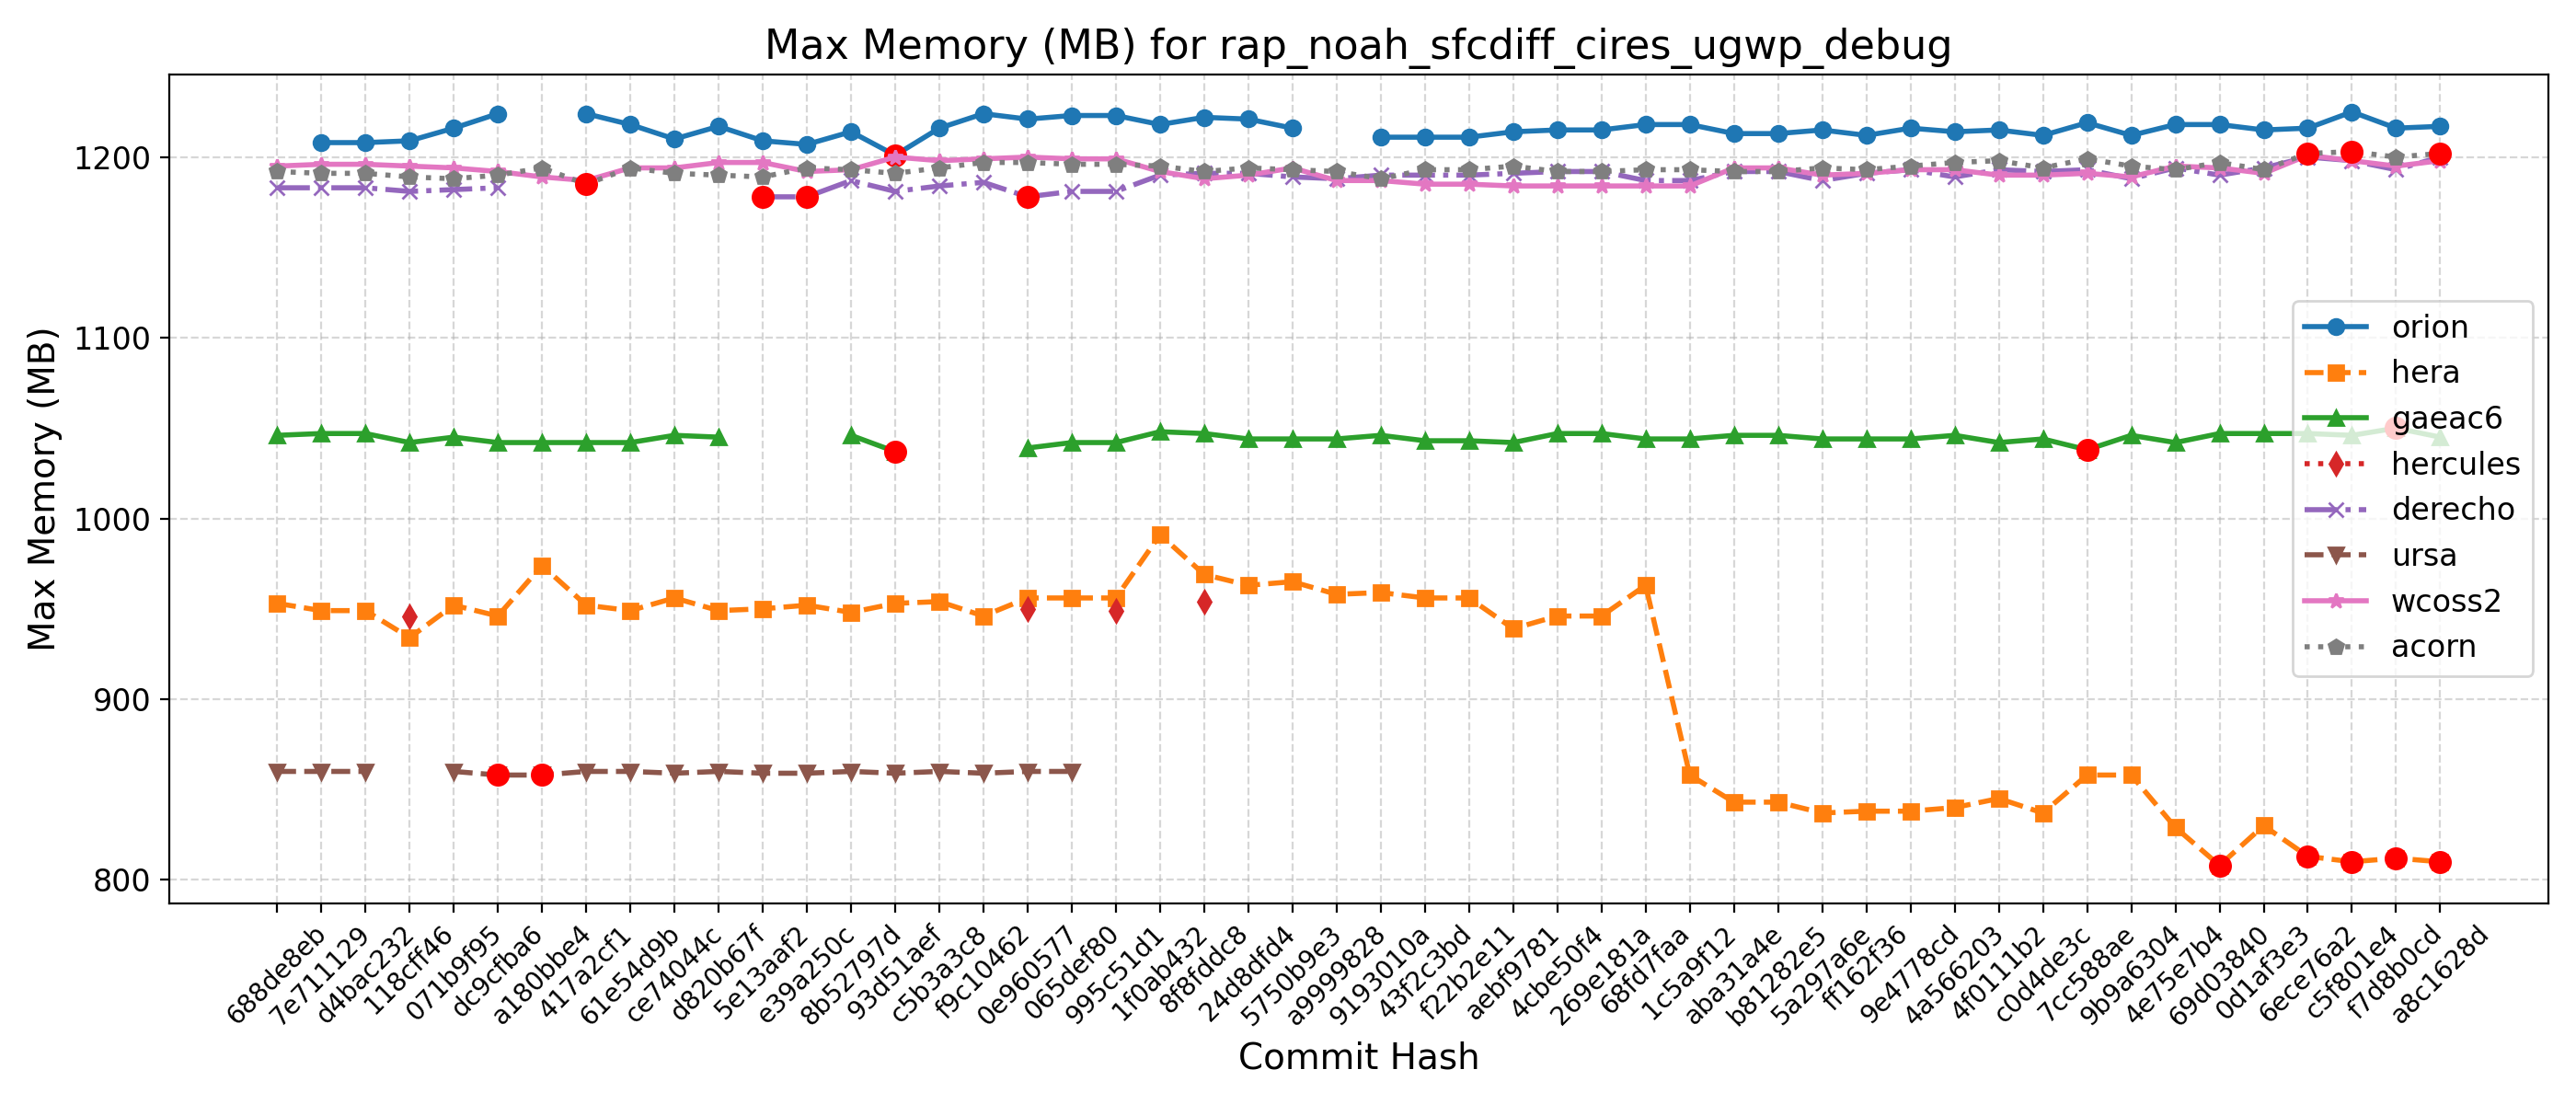 Max Memory (MB) for rap_noah_sfcdiff_cires_ugwp_debug
Max Memory (MB)
1200
1100
1000
900
800
orion
hera
gaeac6
hercules
derecho
ursa
wcoss2
acorn
688de8eb
7e711129
d4bac232
118cff46
071b9f95
dc9cfba6
a180bbe4
417a2cf1
61e54d9b
ce74044c
d820b67f
5e13aaf2
e39a250c
8b52797d
93d51aef
c5b3a3c8
f9c10462
0e960577
065def80
995c51d1
1f0ab432
8f8fddc8
24d8dfd4
5750b9e3
a9999828
9193010a
43f2c3bd
f22b2e11
aebf9781
4cbe50f4
269e181a
68fd7faa
1c5a9f12
aba31a4e
b81282e5
5a297a6e
ff162f36
9e4778cd
4a566203
4f0111b2
c0d4de3c
7cc588ae
9b9a6304
4e75e7b4
69d03840
0d1af3e3
6ece76a2
c5f801e4
f7d8b0cd
a8c1628d
Commit Hash